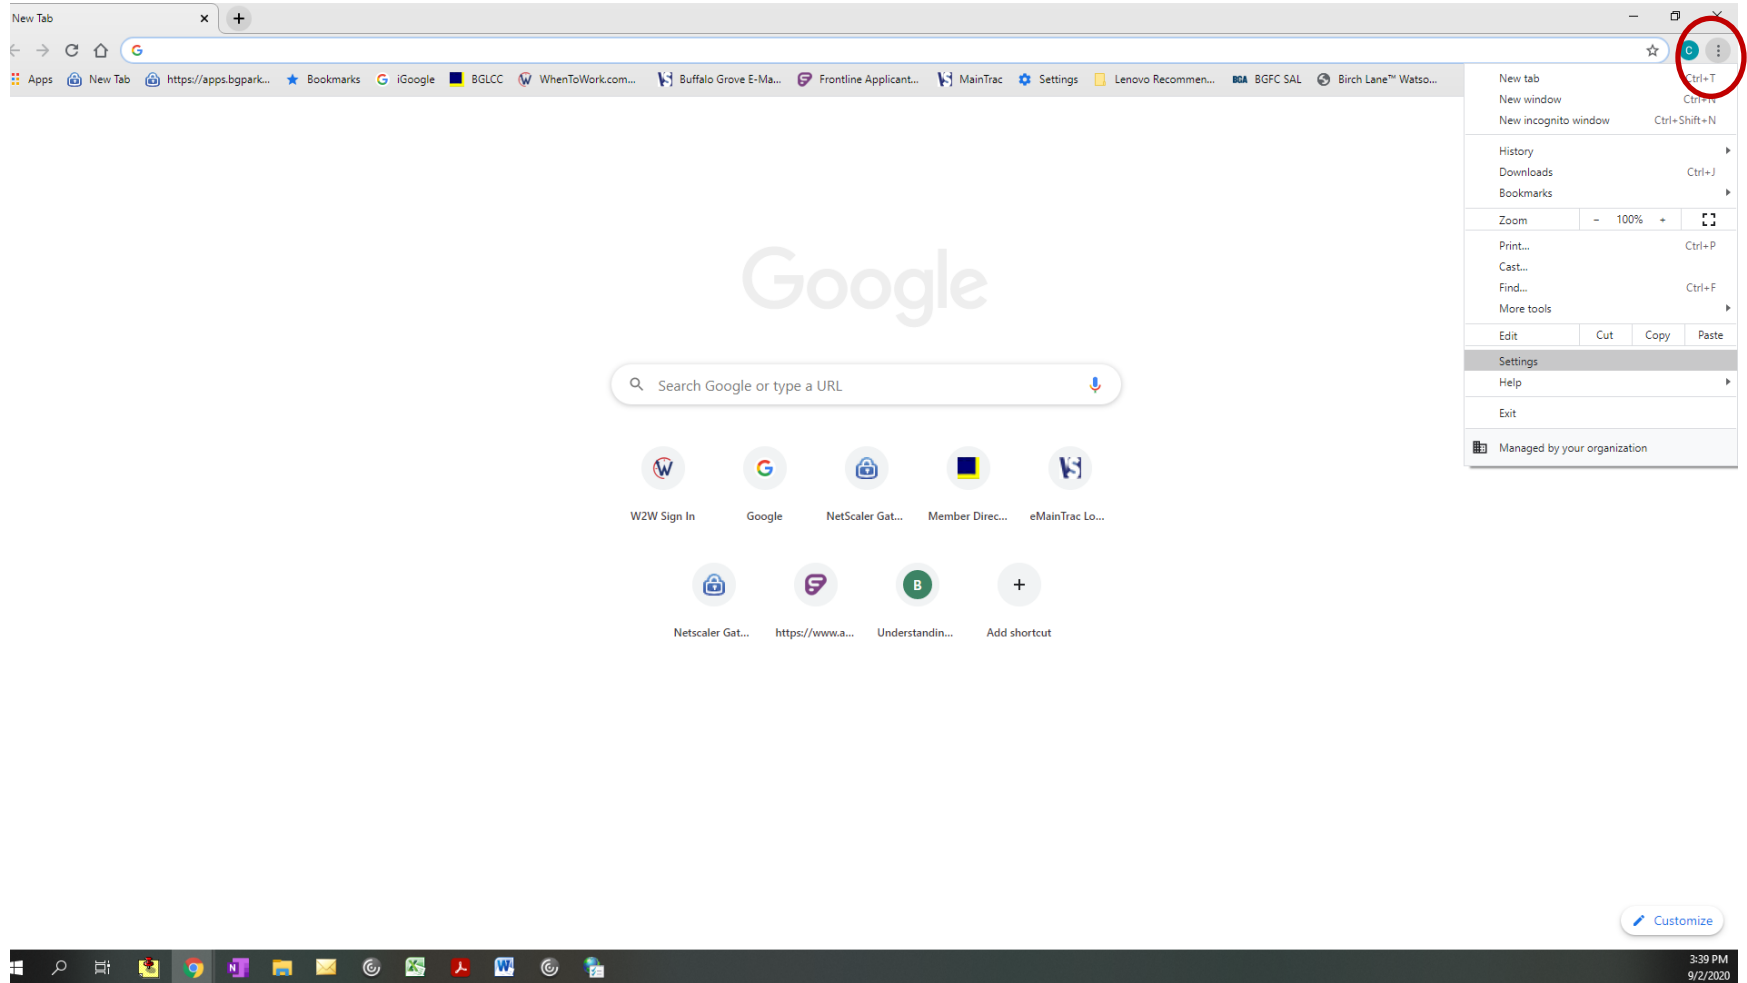 New Tab
Apps New Tab https://apps.bgpark... Bookmarks iGoogle BGLCC WhenToWork.com... Buffalo Grove E-Ma... Frontline Applicant... MainTrac Settings Lenovo Recommen... BGA BGFC SAL Birch Lane™ Watso...
C
New tab Ctrl+T
New window Ctrl+N
New incognito window Ctrl+Shift+N
History
Downloads Ctrl+J
Bookmarks
Zoom - 100% +
Print... Ctrl+P
Cast...
Find... Ctrl+F
More tools
Edit Cut Copy Paste
Settings
Help
Exit
Managed by your organization
Google
Search Google or type a URL
W2W Sign In Google NetScaler Gat... Member Direc... eMainTrac Lo...
B
Netscaler Gat... https://www.a... Understandin... Add shortcut
Customize
3:39 PM
9/2/2020